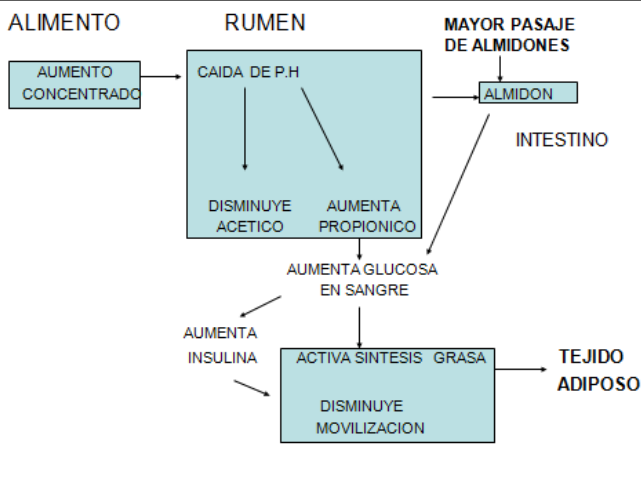 ALIMENTO
RUMEN
MAYOR PASAJE
DE ALMIDONES
AUMENTO
CONCENTRADO
CAIDA DE P.H
ALMIDON
INTESTINO
DISMINUYE
ACETICO
AUMENTA
PROPIONICO
AUMENTA GLUCOSA
EN SANGRE
AUMENTA
INSULINA
ACTIVA SINTESIS GRASA
DISMINUYE
MOVILIZACION
TEJIDO
ADIPOSO